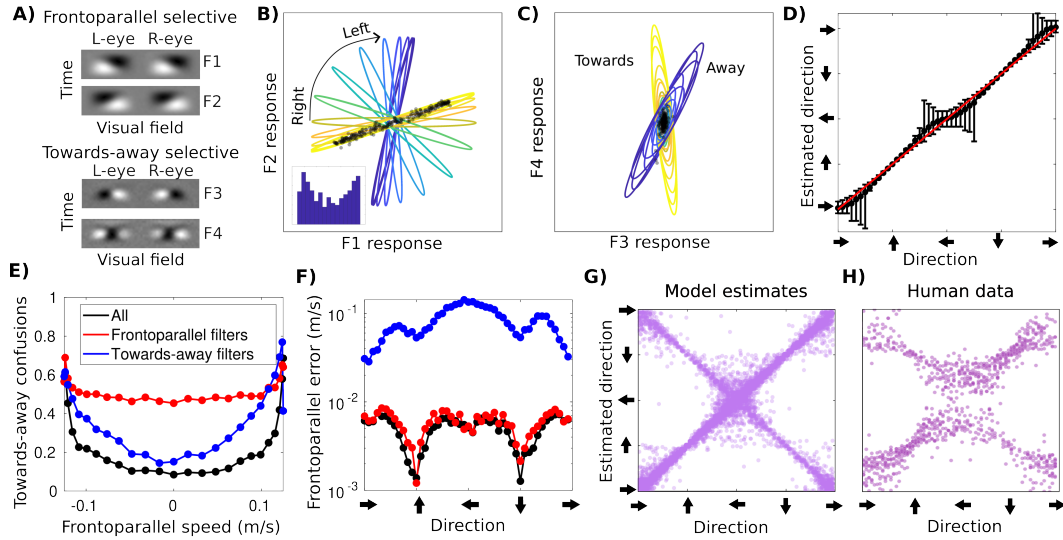 A)
Frontoparallel selective
L-eye R-eye
F1
F2
Time
Visual field
Towards-away selective
L-eye R-eye
F3
F4
Time
Visual field
B)
Left
Right
F2 response
F1 response
C)
Towards
Away
F4 response
F3 response
D)
Estimated direction
Direction
E)
Towards-away confusions
1
0.8
0.6
0.4
0.2
0
All
Frontoparallel filters
Towards-away filters
-0.1 0 0.1
Frontoparallel speed (m/s)
F)
Frontoparallel error (m/s)
10⁻¹
10⁻²
10⁻³
Direction
G)
Model estimates
Estimated direction
Direction
H)
Human data
Direction